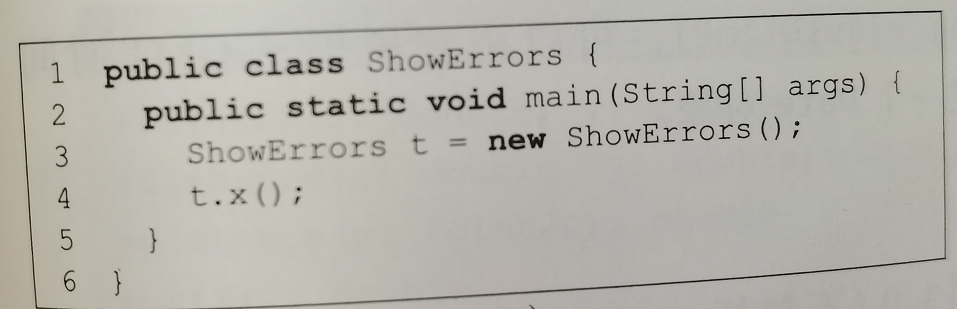 1 public class ShowErrors {
2 public static void main(String[] args) {
3 ShowErrors t = new ShowErrors();
4 t.x();
5 }
6 }